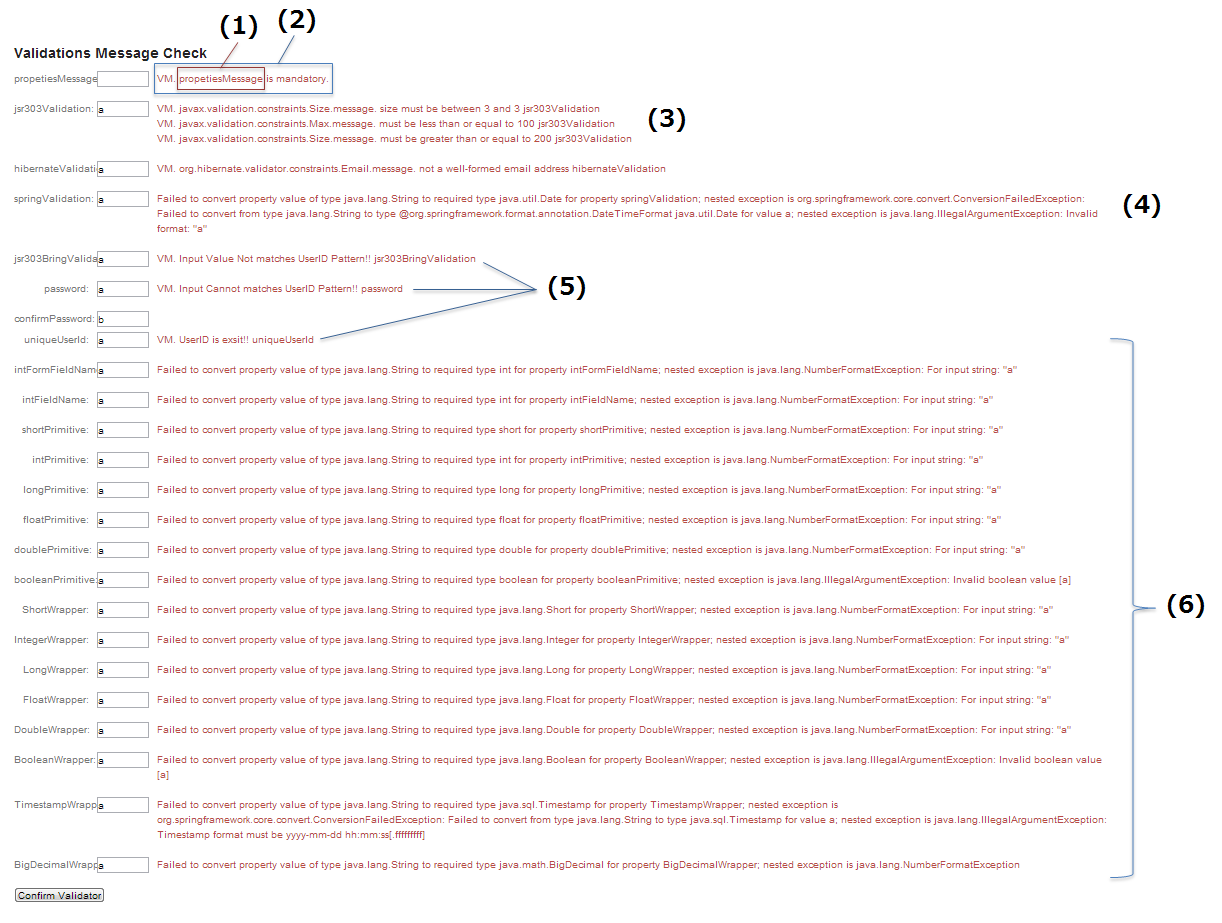 (1) (2)
Validations Message Check
propetiesMessage VM. propetiesMessage is mandatory.
jsr303Validation: a VM. javax.validation.constraints.Size.message. size must be between 3 and 3 jsr303Validation
VM. javax.validation.constraints.Max.message. must be less than or equal to 100 jsr303Validation
(3)
VM. javax.validation.constraints.Size.message. must be greater than or equal to 200 jsr303Validation
hibernateValidati a VM. org.hibernate.validator.constraints.Email.message. not a well-formed email address hibernateValidation
springValidation: a Failed to convert property value of type java.lang.String to required type java.util.Date for property springValidation; nested exception is org.springframework.core.convert.ConversionFailedException:
Failed to convert from type java.lang.String to type @org.springframework.format.annotation.DateTimeFormat java.util.Date for value a; nested exception is java.lang.IllegalArgumentException: Invalid
(4)
format: "a"
jsr303BringValida a VM. Input Value Not matches UserID Pattern!! jsr303BringValidation
password: a VM. Input Cannot matches UserID Pattern!! password
(5)
confirmPassword: b
uniqueUserId: a VM. UserID is exsit!! uniqueUserId
intFormFieldName a Failed to convert property value of type java.lang.String to required type int for property intFormFieldName; nested exception is java.lang.NumberFormatException: For input string: "a"
intFieldName: a Failed to convert property value of type java.lang.String to required type int for property intFieldName; nested exception is java.lang.NumberFormatException: For input string: "a"
shortPrimitive: a Failed to convert property value of type java.lang.String to required type short for property shortPrimitive; nested exception is java.lang.NumberFormatException: For input string: "a"
intPrimitive: a Failed to convert property value of type java.lang.String to required type int for property intPrimitive; nested exception is java.lang.NumberFormatException: For input string: "a"
longPrimitive: a Failed to convert property value of type java.lang.String to required type long for property longPrimitive; nested exception is java.lang.NumberFormatException: For input string: "a"
floatPrimitive: a Failed to convert property value of type java.lang.String to required type float for property floatPrimitive; nested exception is java.lang.NumberFormatException: For input string: "a"
doublePrimitive: a Failed to convert property value of type java.lang.String to required type double for property doublePrimitive; nested exception is java.lang.NumberFormatException: For input string: "a"
booleanPrimitive: a Failed to convert property value of type java.lang.String to required type boolean for property booleanPrimitive; nested exception is java.lang.IllegalArgumentException: Invalid boolean value [a]
ShortWrapper: a Failed to convert property value of type java.lang.String to required type java.lang.Short for property ShortWrapper; nested exception is java.lang.NumberFormatException: For input string: "a"
(6)
IntegerWrapper: a Failed to convert property value of type java.lang.String to required type java.lang.Integer for property IntegerWrapper; nested exception is java.lang.NumberFormatException: For input string: "a"
LongWrapper: a Failed to convert property value of type java.lang.String to required type java.lang.Long for property LongWrapper; nested exception is java.lang.NumberFormatException: For input string: "a"
FloatWrapper: a Failed to convert property value of type java.lang.String to required type java.lang.Float for property FloatWrapper; nested exception is java.lang.NumberFormatException: For input string: "a"
DoubleWrapper: a Failed to convert property value of type java.lang.String to required type java.lang.Double for property DoubleWrapper; nested exception is java.lang.NumberFormatException: For input string: "a"
BooleanWrapper: a Failed to convert property value of type java.lang.String to required type java.lang.Boolean for property BooleanWrapper; nested exception is java.lang.IllegalArgumentException: Invalid boolean value
[a]
TimestampWrapp a Failed to convert property value of type java.lang.String to required type java.sql.Timestamp for property TimestampWrapper; nested exception is
org.springframework.core.convert.ConversionFailedException: Failed to convert from type java.lang.String to type java.sql.Timestamp for value a; nested exception is java.lang.IllegalArgumentException:
Timestamp format must be yyyy-mm-dd hh:mm:ss[.fffffffff]
BigDecimalWrapp a Failed to convert property value of type java.lang.String to required type java.math.BigDecimal for property BigDecimalWrapper; nested exception is java.lang.NumberFormatException
Confirm Validator